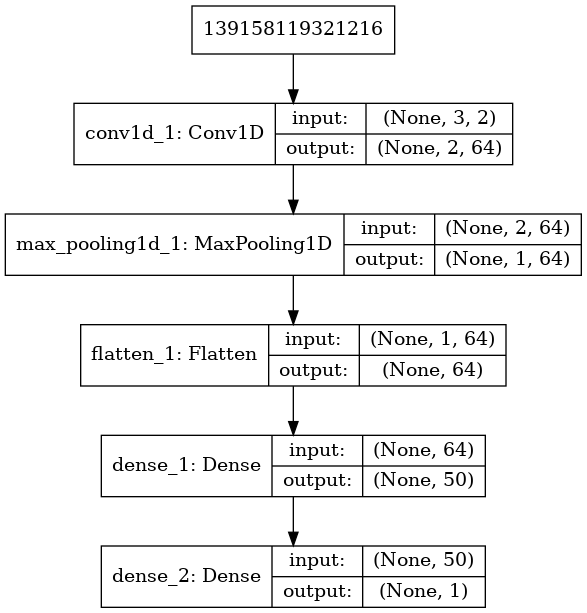 139158119321216
conv1d_1: Conv1D
input:
(None, 3, 2)
output:
(None, 2, 64)
max_pooling1d_1: MaxPooling1D
input:
(None, 2, 64)
output:
(None, 1, 64)
flatten_1: Flatten
input:
(None, 1, 64)
output:
(None, 64)
dense_1: Dense
input:
(None, 64)
output:
(None, 50)
dense_2: Dense
input:
(None, 50)
output:
(None, 1)